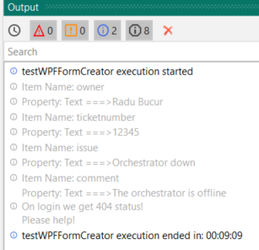 Output
0 0 2 8
Search
testWPFFormCreator execution started
Item Name: owner
Property: Text ===>Radu Bucur
Item Name: ticketnumber
Property: Text ===>12345
Item Name: issue
Property: Text ===>Orchestrator down
Item Name: comment
Property: Text ===>The orchestrator is offline
On login we get 404 status!
Please help!
testWPFFormCreator execution ended in: 00:09:09